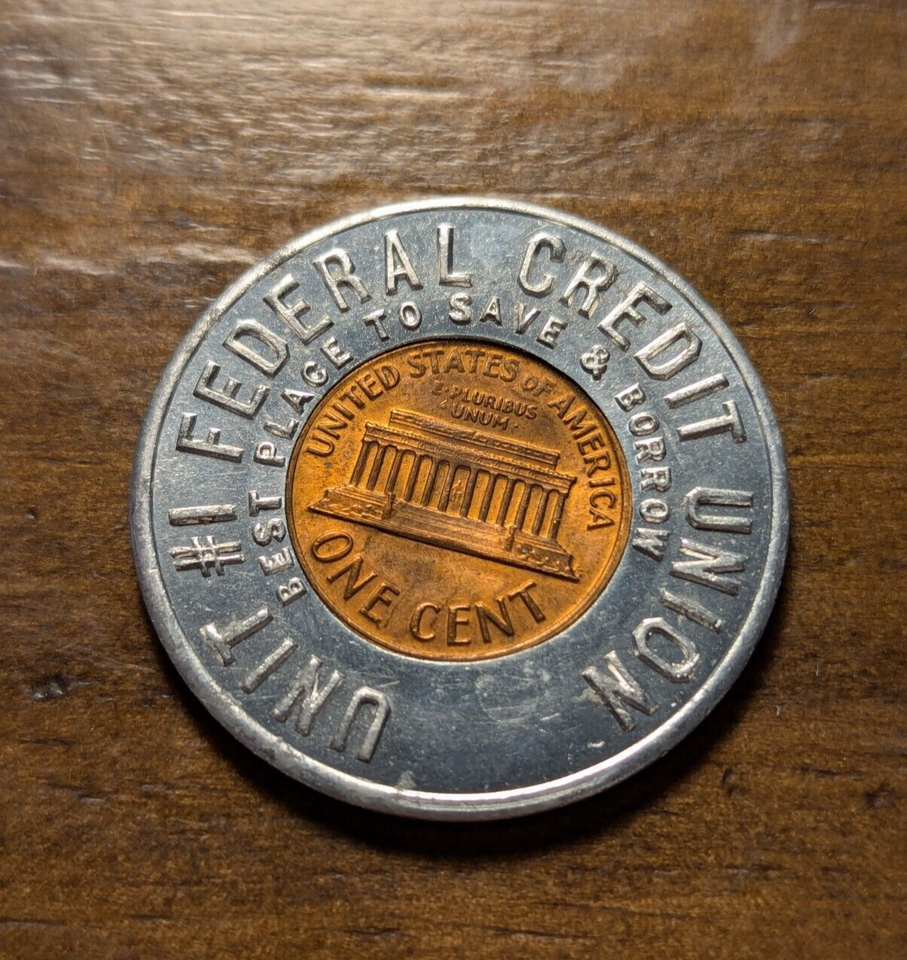 UNIT #1 FEDERAL CREDIT UNION
BEST PLACE TO SAVE & BORROW
UNITED STATES OF AMERICA
E·PLURIBUS
UNUM·
ONE CENT